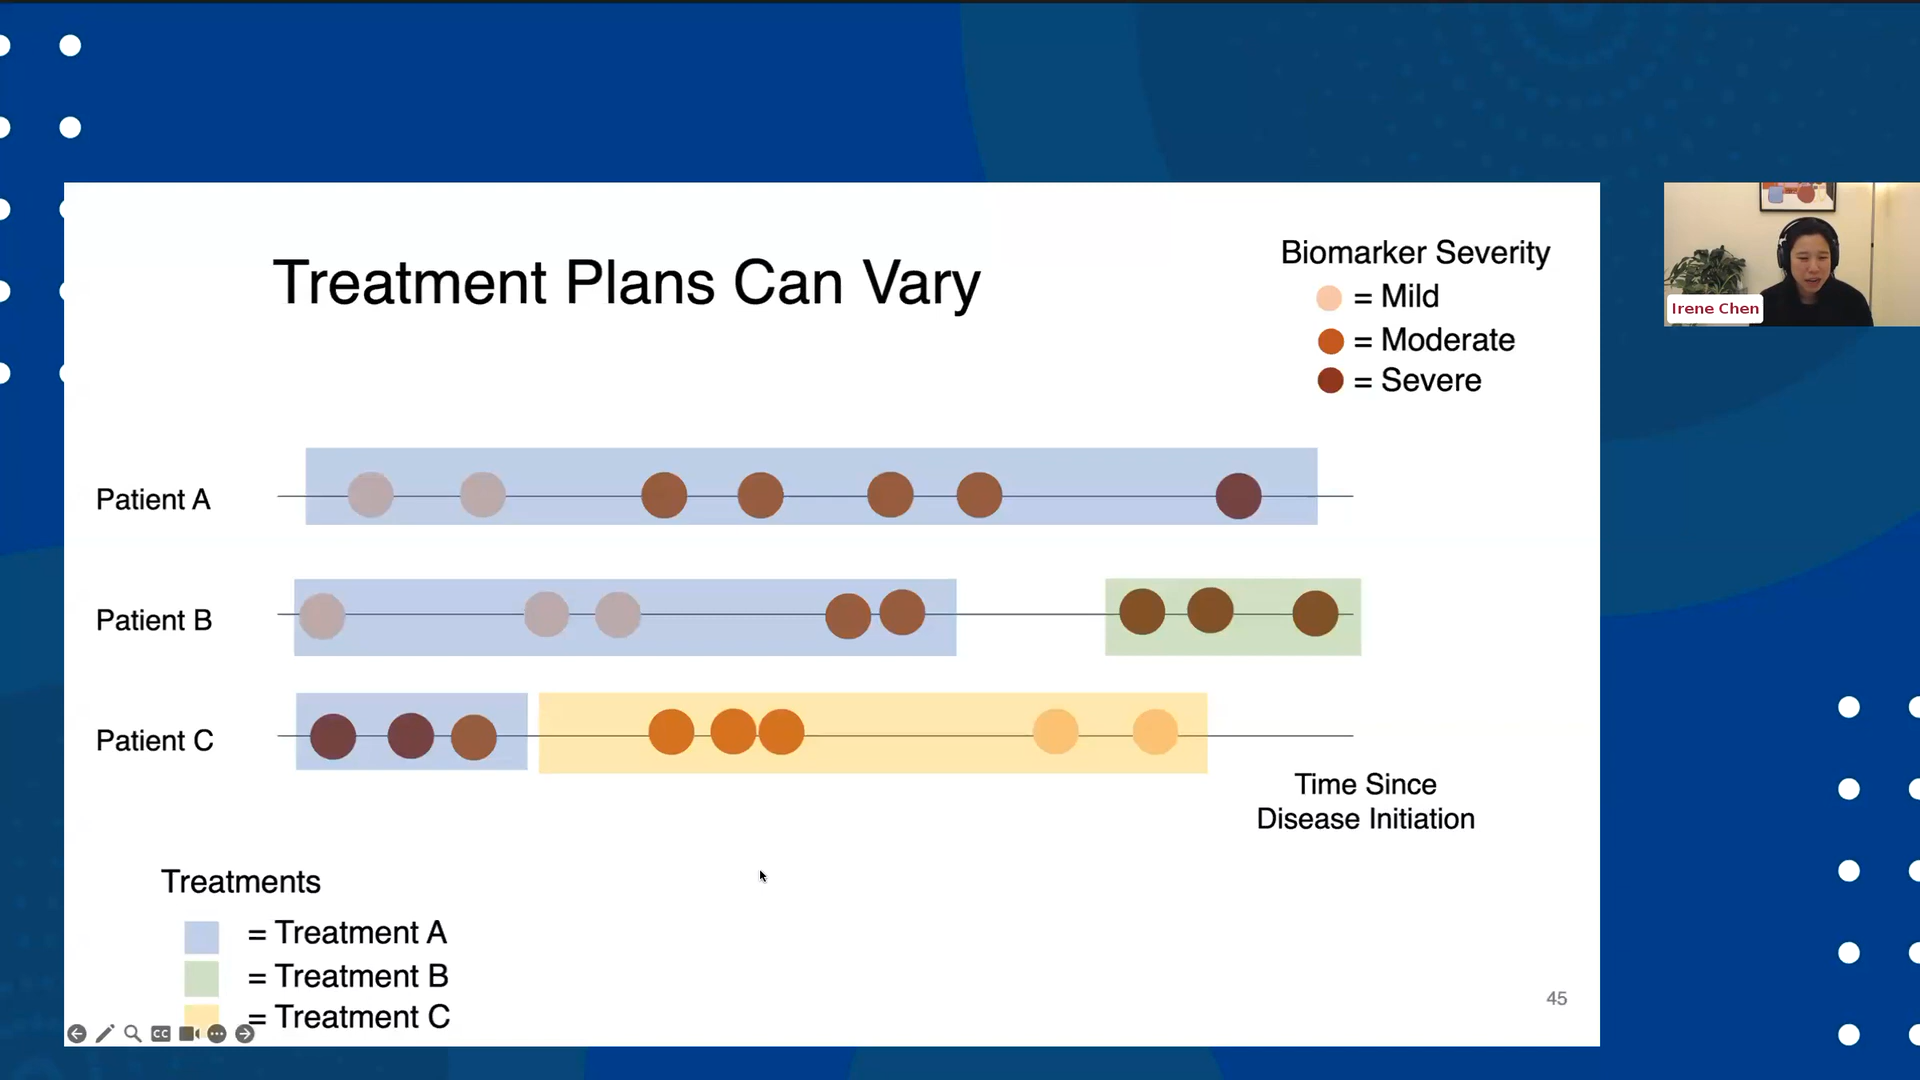 Treatment Plans Can Vary
Biomarker Severity
= Mild
= Moderate
= Severe
Irene Chen
Patient A
Patient B
Patient C
Time Since
Disease Initiation
Treatments
= Treatment A
= Treatment B
= Treatment C
45
CC